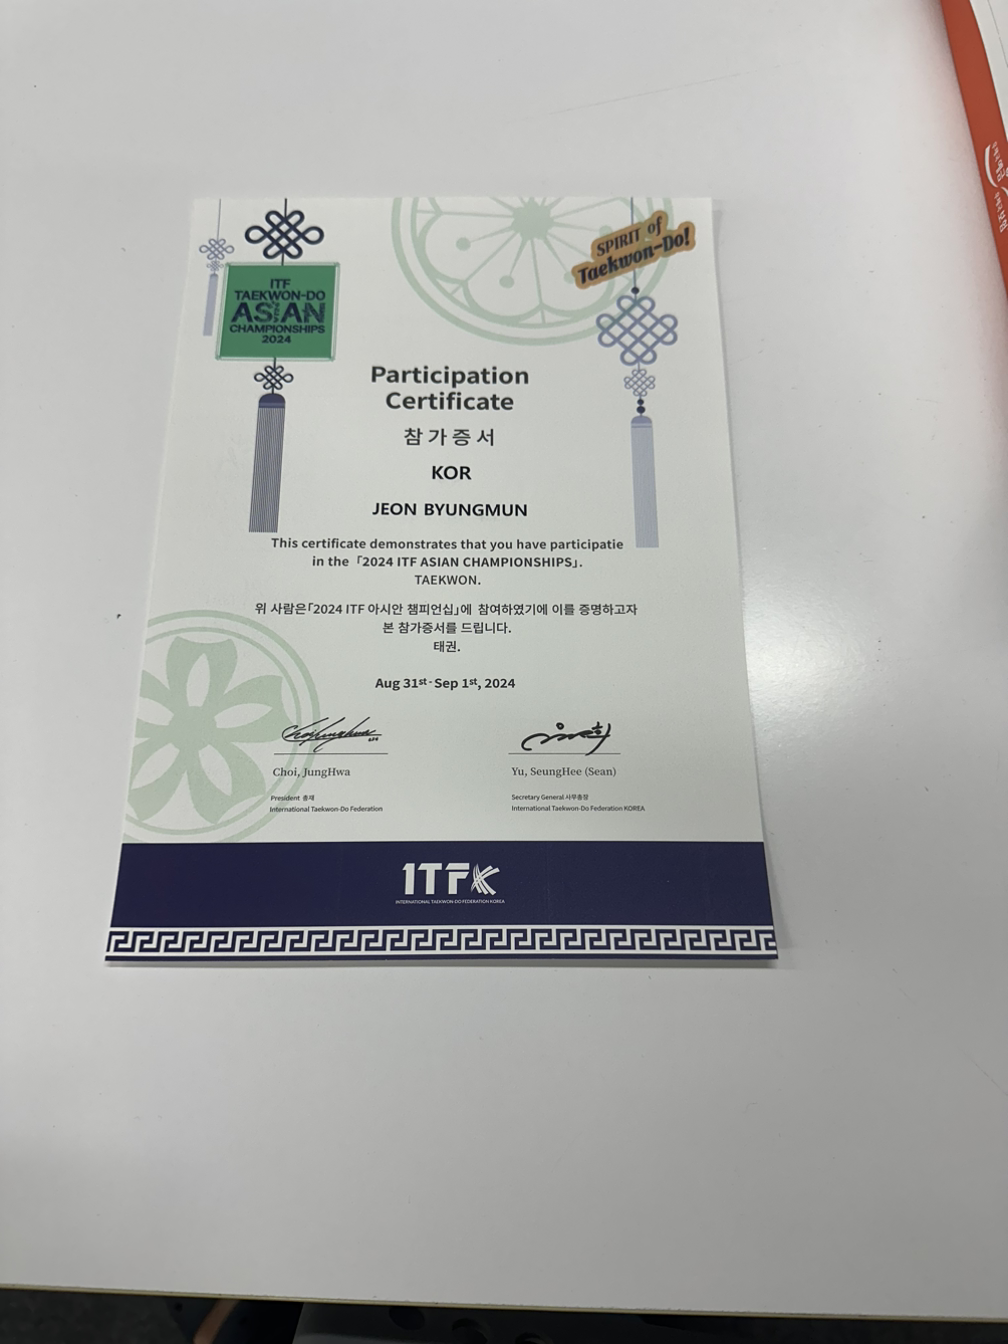 ITF
TAEKWON-DO
ASIAN
CHAMPIONSHIPS
2024
SPIRIT of
Taekwon-Do!
Participation
Certificate
참가증서
KOR
JEON BYUNGMUN
This certificate demonstrates that you have participatie
in the「2024 ITF ASIAN CHAMPIONSHIPS」.
TAEKWON.
위 사람은「2024 ITF 아시안 챔피언십」에 참여하였기에 이를 증명하고자
본 참가증서를 드립니다.
태권.
Aug 31st - Sep 1st, 2024
Choi, JungHwa
President 총재
International Taekwon-Do Federation
Yu, SeungHee (Sean)
Secretary General 사무총장
International Taekwon-Do Federation KOREA
ITFK
INTERNATIONAL TAEKWON-DO FEDERATION KOREA